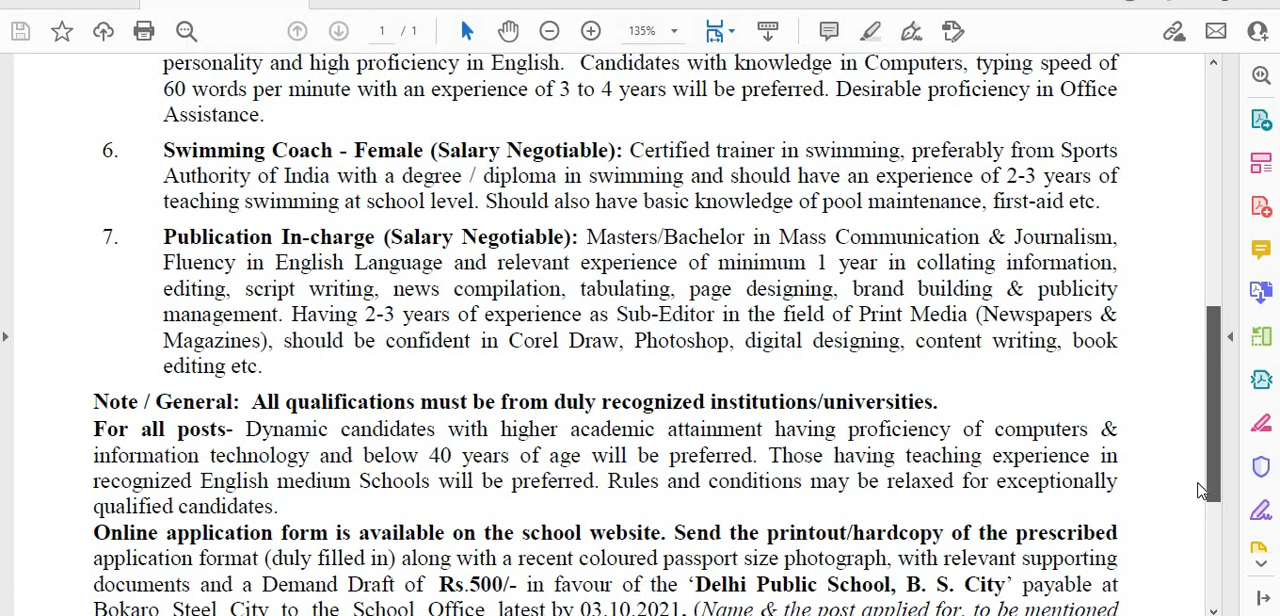 1 / 1
135%
personality and high proficiency in English. Candidates with knowledge in Computers, typing speed of
60 words per minute with an experience of 3 to 4 years will be preferred. Desirable proficiency in Office
Assistance.
6. Swimming Coach - Female (Salary Negotiable): Certified trainer in swimming, preferably from Sports
Authority of India with a degree / diploma in swimming and should have an experience of 2-3 years of
teaching swimming at school level. Should also have basic knowledge of pool maintenance, first-aid etc.
7. Publication In-charge (Salary Negotiable): Masters/Bachelor in Mass Communication & Journalism,
Fluency in English Language and relevant experience of minimum 1 year in collating information,
editing, script writing, news compilation, tabulating, page designing, brand building & publicity
management. Having 2-3 years of experience as Sub-Editor in the field of Print Media (Newspapers &
Magazines), should be confident in Corel Draw, Photoshop, digital designing, content writing, book
editing etc.
Note / General: All qualifications must be from duly recognized institutions/universities.
For all posts- Dynamic candidates with higher academic attainment having proficiency of computers &
information technology and below 40 years of age will be preferred. Those having teaching experience in
recognized English medium Schools will be preferred. Rules and conditions may be relaxed for exceptionally
qualified candidates.
Online application form is available on the school website. Send the printout/hardcopy of the prescribed
application format (duly filled in) along with a recent coloured passport size photograph, with relevant supporting
documents and a Demand Draft of Rs.500/- in favour of the ‘Delhi Public School, B. S. City’ payable at
Bokaro Steel City to the School Office latest by 03.10.2021. (Name & the post applied for, to be mentioned